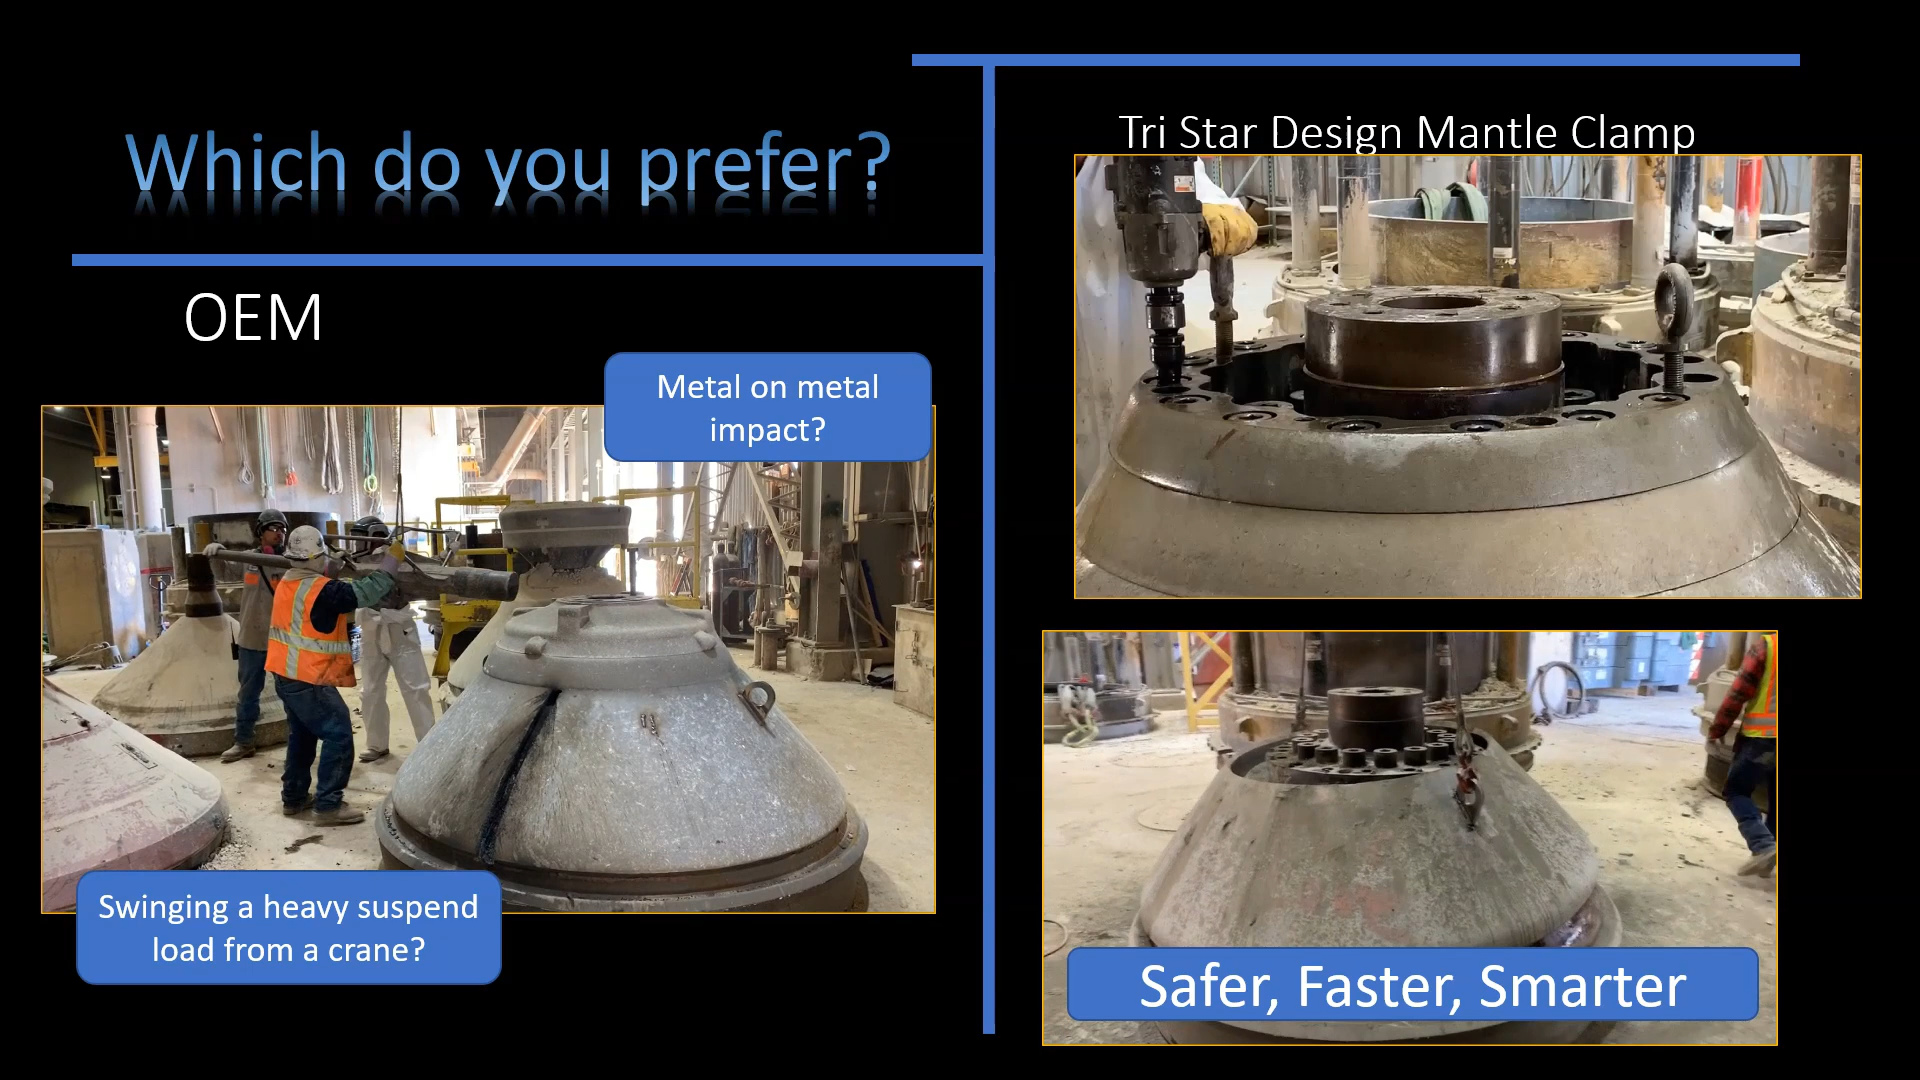 Which do you prefer?
OEM
Metal on metal
impact?
Swinging a heavy suspend
load from a crane?
Tri Star Design Mantle Clamp
Safer, Faster, Smarter